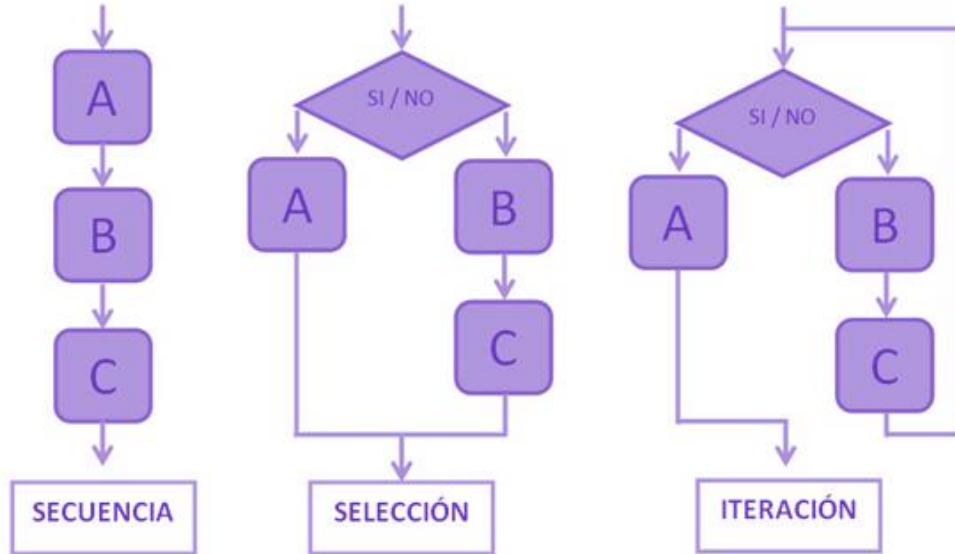 A
B
C
SECUENCIA
SI / NO
A
B
C
SELECCIÓN
SI / NO
A
B
C
ITERACIÓN